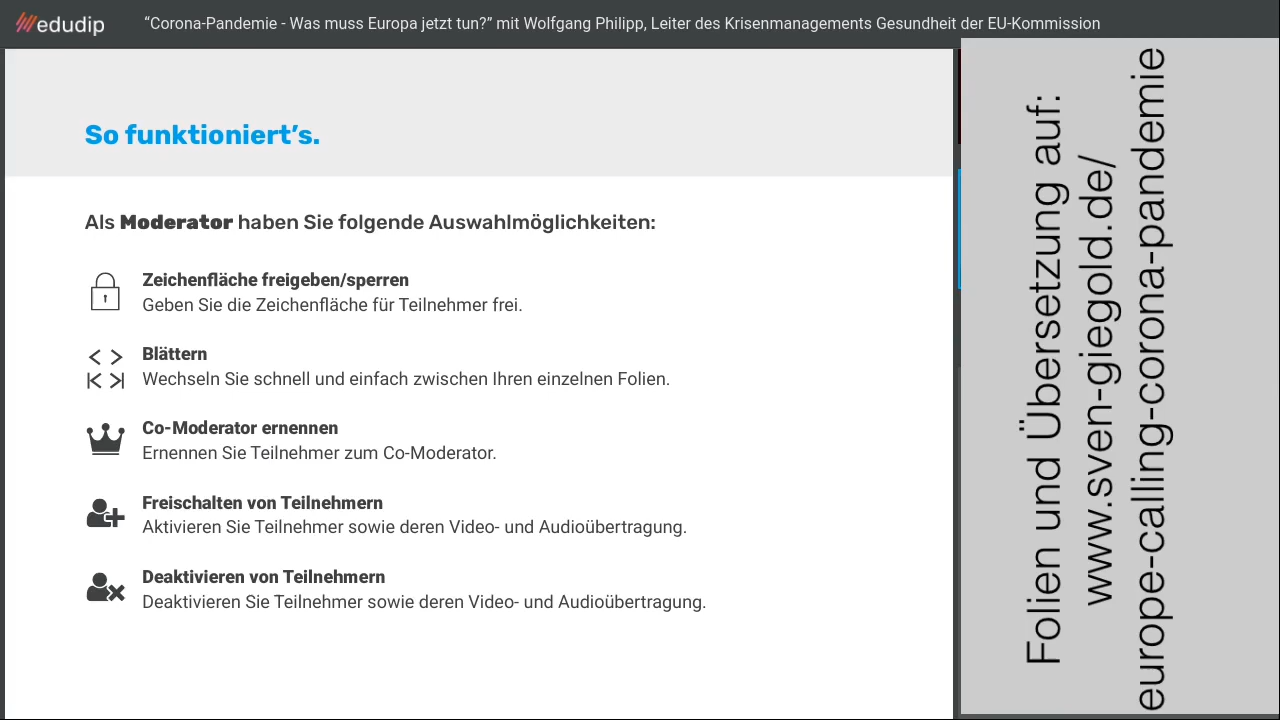 edudip
“Corona-Pandemie - Was muss Europa jetzt tun?” mit Wolfgang Philipp, Leiter des Krisenmanagements Gesundheit der EU-Kommission
So funktioniert’s.
Als Moderator haben Sie folgende Auswahlmöglichkeiten:
Zeichenfläche freigeben/sperren
Geben Sie die Zeichenfläche für Teilnehmer frei.
Blättern
Wechseln Sie schnell und einfach zwischen Ihren einzelnen Folien.
Co-Moderator ernennen
Ernennen Sie Teilnehmer zum Co-Moderator.
Freischalten von Teilnehmern
Aktivieren Sie Teilnehmer sowie deren Video- und Audioübertragung.
Deaktivieren von Teilnehmern
Deaktivieren Sie Teilnehmer sowie deren Video- und Audioübertragung.
Folien und Übersetzung auf:
www.sven-giegold.de/
europe-calling-corona-pandemie